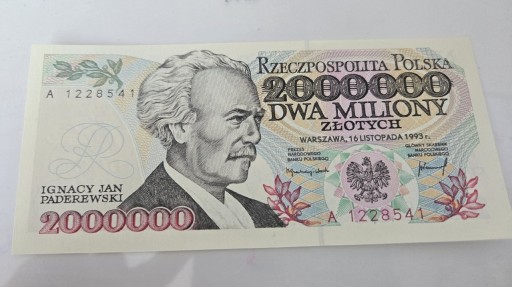 RZECZPOSPOLITA POLSKA
A 1228541
2000000
DWA MILIONY
ZŁOTYCH
WARSZAWA, 16 LISTOPADA 1993 r.
PREZES
NARODOWEGO
BANKU POLSKIEGO
GŁÓWNY SKARBNIK
NARODOWEGO
BANKU POLSKIEGO
IGNACY JAN
PADEREWSKI
2000000
A 1228541